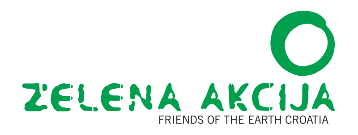 ZELENA AKCIJA
FRIENDS OF THE EARTH CROATIA